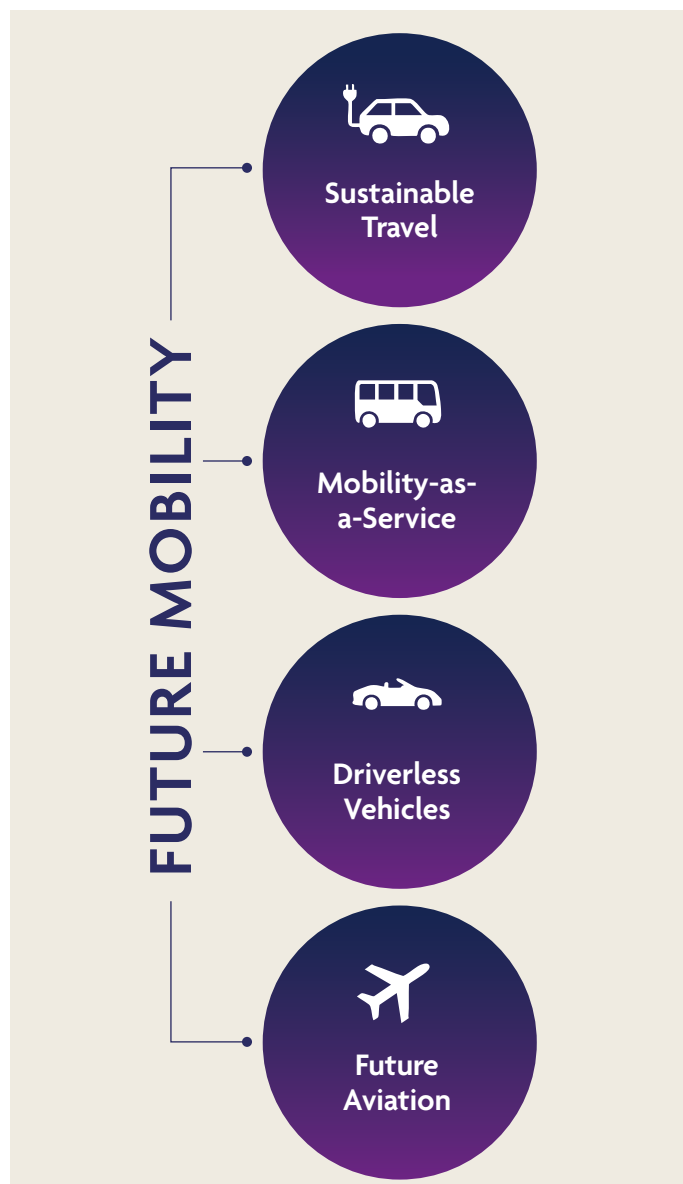 FUTURE MOBILITY
Sustainable
Travel
Mobility-as-
a-Service
Driverless
Vehicles
Future
Aviation